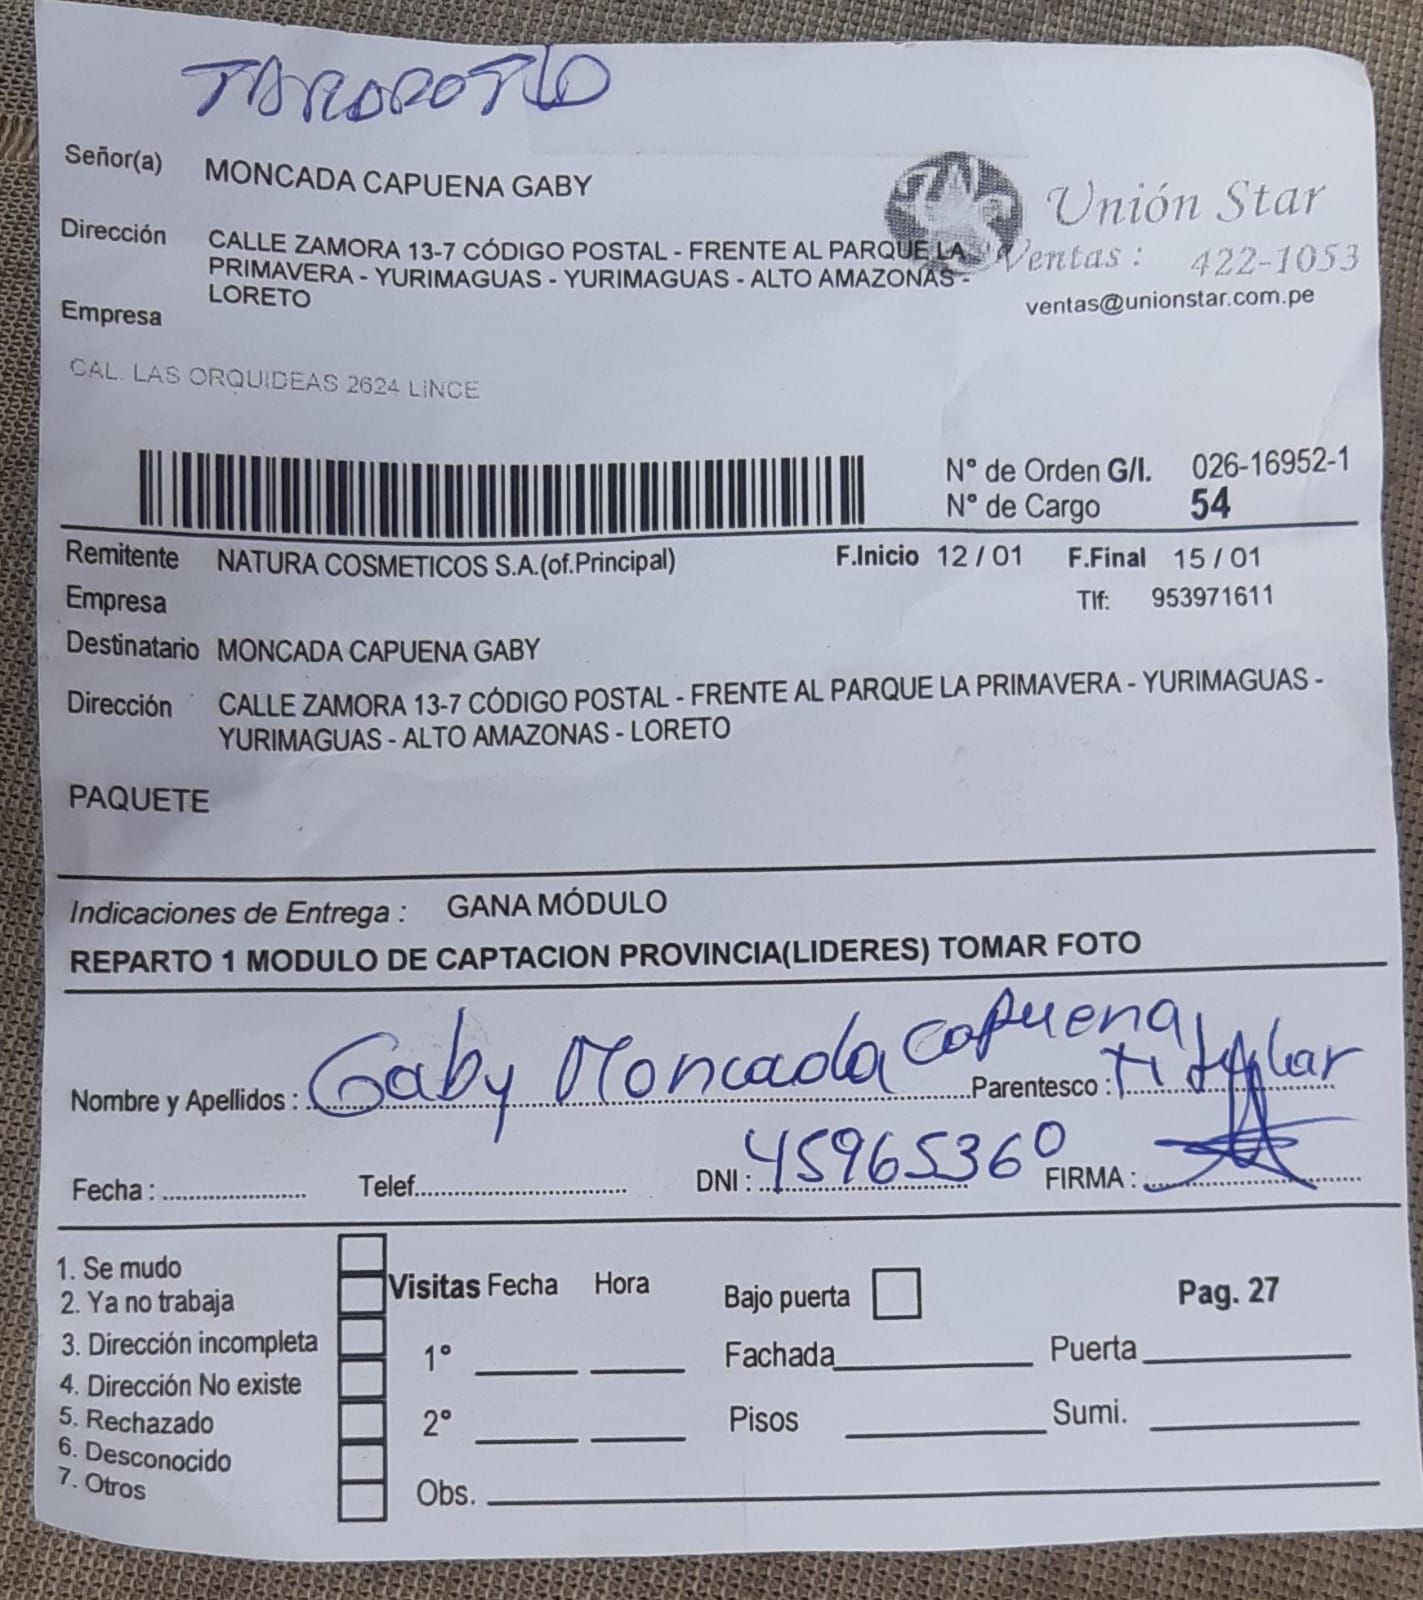 TARAPOTO
Señor(a) MONCADA CAPUENA GABY
Unión Star
Dirección CALLE ZAMORA 13-7 CÓDIGO POSTAL - FRENTE AL PARQUE LA
PRIMAVERA - YURIMAGUAS - YURIMAGUAS - ALTO AMAZONAS -
LORETO
Ventas: 422-1053
ventas@unionstar.com.pe
Empresa
CAL. LAS ORQUIDEAS 2624 LINCE
N° de Orden G/I. 026-16952-1
N° de Cargo 54
Remitente NATURA COSMETICOS S.A.(of.Principal) F.Inicio 12 / 01 F.Final 15 / 01
Empresa Tlf: 953971611
Destinatario MONCADA CAPUENA GABY
Dirección CALLE ZAMORA 13-7 CÓDIGO POSTAL - FRENTE AL PARQUE LA PRIMAVERA - YURIMAGUAS -
YURIMAGUAS - ALTO AMAZONAS - LORETO
PAQUETE
Indicaciones de Entrega : GANA MÓDULO
REPARTO 1 MODULO DE CAPTACION PROVINCIA(LIDERES) TOMAR FOTO
Nombre y Apellidos : Gaby Moncada Capuena Parentesco : Titular
Fecha : Telef. DNI : 45965360 FIRMA :
1. Se mudo
2. Ya no trabaja
3. Dirección incompleta
4. Dirección No existe
5. Rechazado
6. Desconocido
7. Otros
Visitas Fecha Hora
1°
2°
Obs.
Bajo puerta Pag. 27
Fachada Puerta
Pisos Sumi.